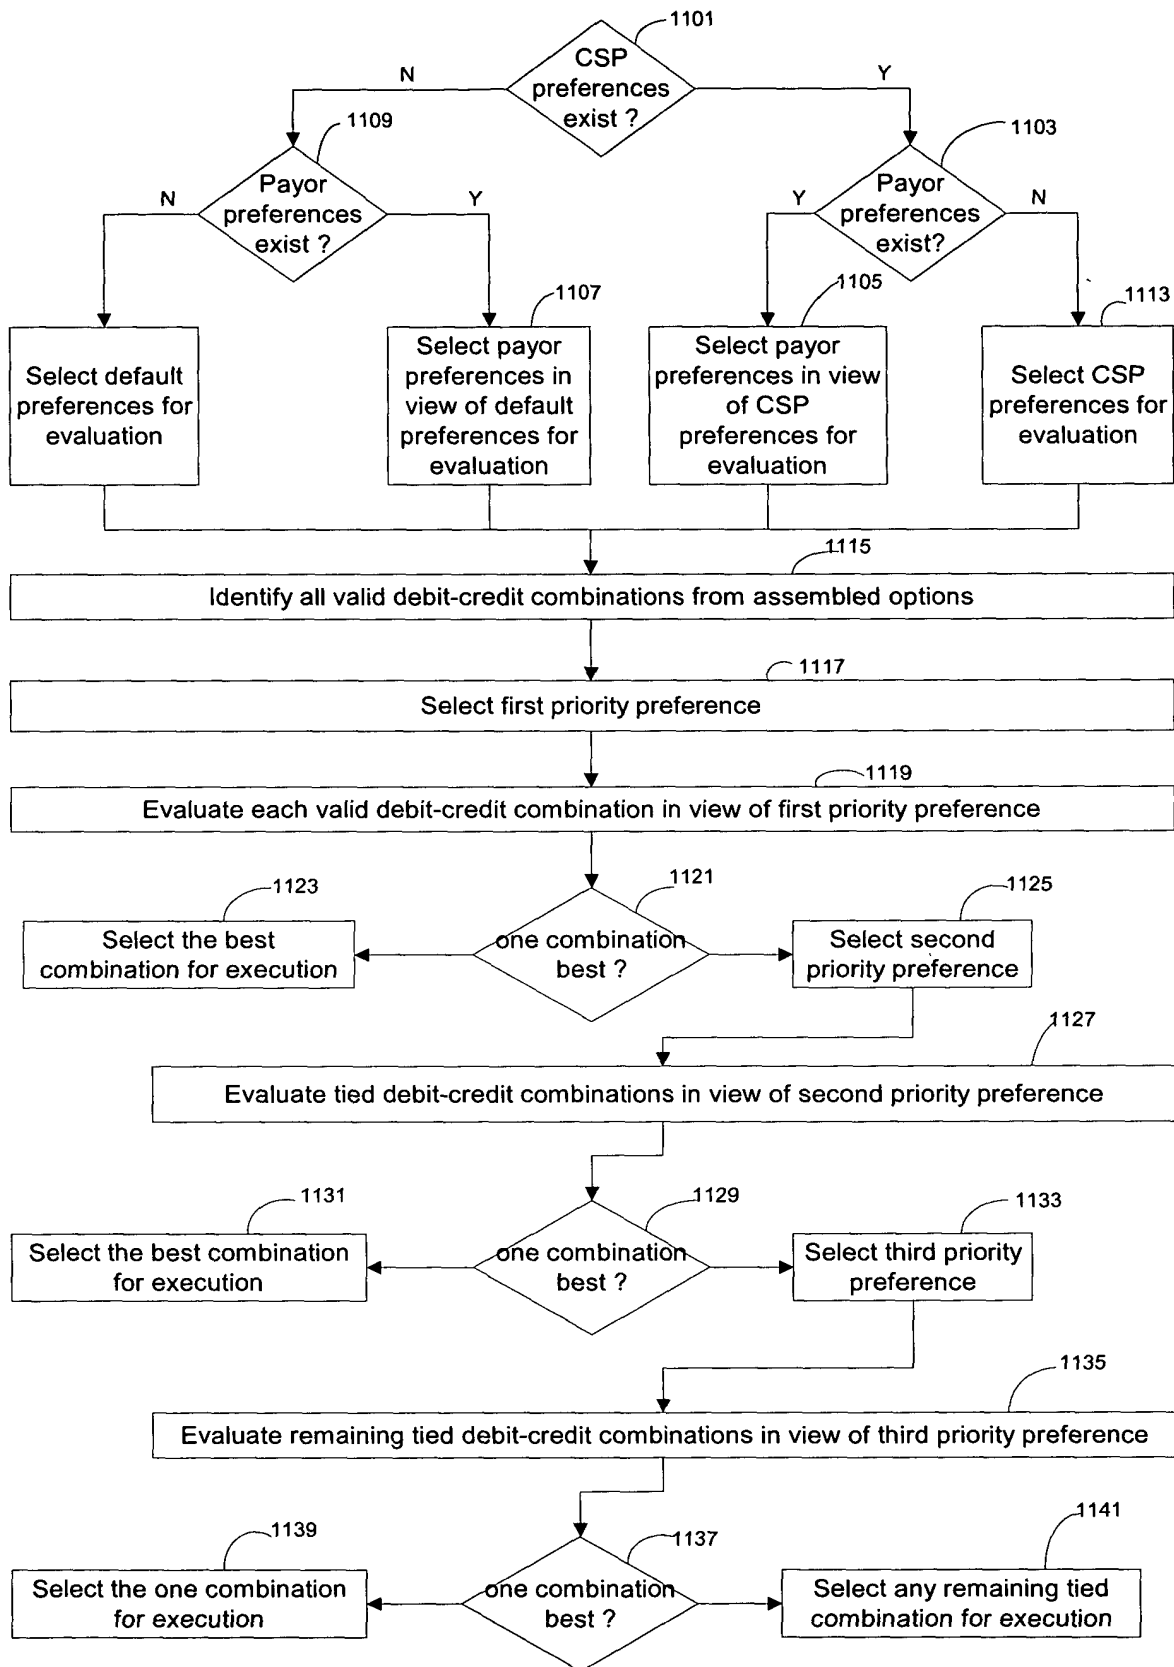 1101
CSP
preferences
exist ?
N
Y
1109
1103
Payor
preferences
exist ?
N
Y
Payor
preferences
exist?
Y
N
1107
1105
1113
Select default
preferences for
evaluation
Select payor
preferences in
view of default
preferences for
evaluation
Select payor
preferences in view
of CSP
preferences for
evaluation
Select CSP
preferences for
evaluation
1115
Identify all valid debit-credit combinations from assembled options
1117
Select first priority preference
1119
Evaluate each valid debit-credit combination in view of first priority preference
1123
1121
1125
Select the best
combination for execution
one combination
best ?
Select second
priority preference
1127
Evaluate tied debit-credit combinations in view of second priority preference
1131
1129
1133
Select the best combination
for execution
one combination
best ?
Select third priority
preference
1135
Evaluate remaining tied debit-credit combinations in view of third priority preference
1139
1137
1141
Select the one combination
for execution
one combination
best ?
Select any remaining tied
combination for execution